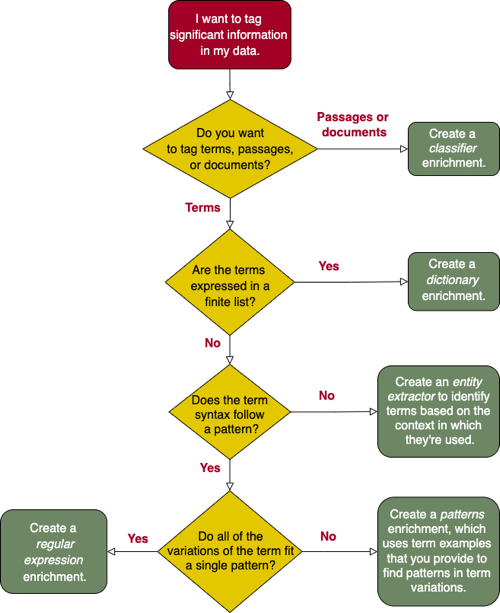 I want to tag
significant information
in my data.
Do you want
to tag terms, passages,
or documents?
Passages or
documents
Create a
classifier
enrichment.
Terms
Are the terms
expressed in a
finite list?
Yes
Create a
dictionary
enrichment.
No
Does the term
syntax follow
a pattern?
No
Create an entity
extractor to identify
terms based on the
context in which
they're used.
Yes
Do all of the
variations of the term fit
a single pattern?
Yes
Create a
regular
expression
enrichment.
No
Create a patterns
enrichment, which
uses term examples
that you provide to
find patterns in term
variations.